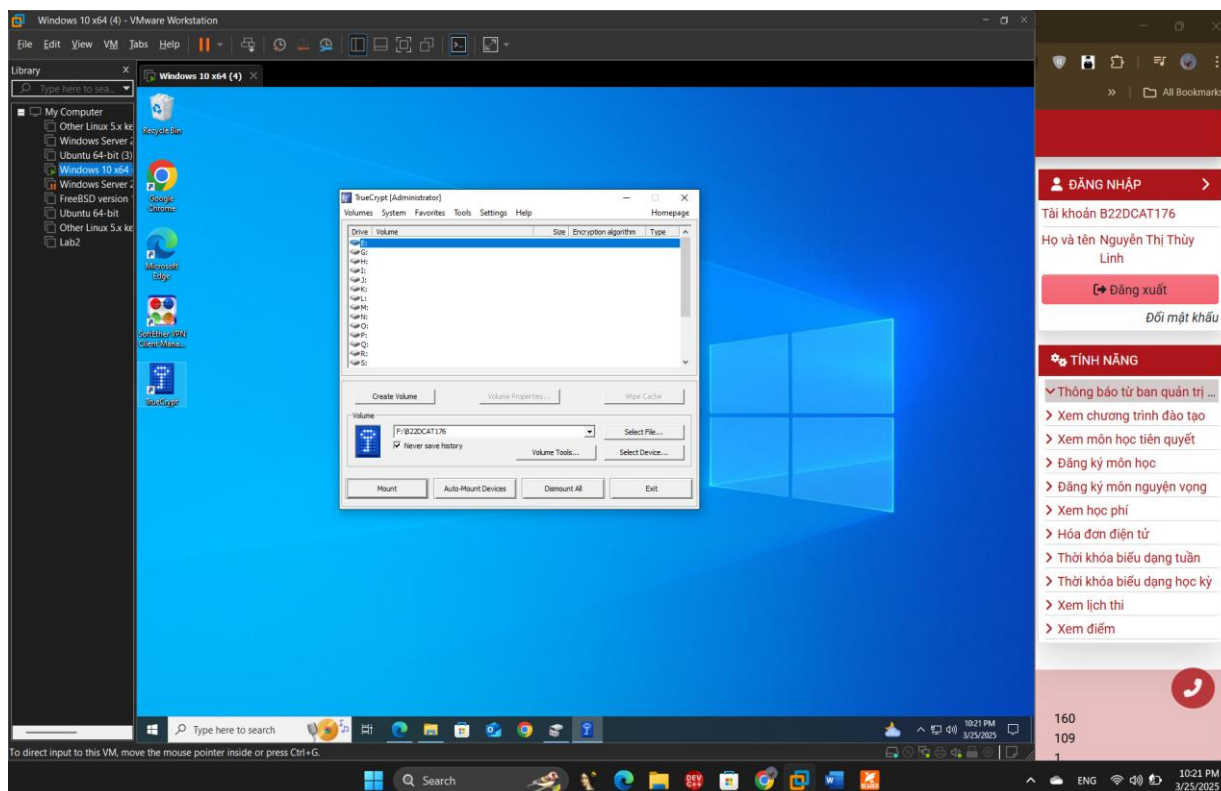 Windows 10 x64 (4) - VMware Workstation
File Edit View VM Tabs Help
Library X
Type here to sea...
My Computer
Other Linux 5.x ke
Windows Server 2
Ubuntu 64-bit (3)
Windows 10 x64
Windows Server 2
FreeBSD version
Ubuntu 64-bit
Other Linux 5.x ke
Lab2
Windows 10 x64 (4)
Recycle Bin
Google Chrome
Microsoft Edge
SoftEther VPN Client Mana...
TrueCrypt
TrueCrypt [Administrator]
Volumes System Favorites Tools Settings Help Homepage
Drive Volume Size Encryption algorithm Type
E:
G:
H:
I:
J:
K:
L:
M:
N:
O:
P:
Q:
R:
S:
Create Volume Volume Properties... Wipe Cache
Volume
F:\B22DCAT176 Select File...
Never save history Volume Tools... Select Device...
Mount Auto-Mount Devices Dismount All Exit
Type here to search
10:21 PM
3/25/2025
To direct input to this VM, move the mouse pointer inside or press Ctrl+G.
All Bookmarks
ĐĂNG NHẬP
Tài khoản B22DCAT176
Họ và tên Nguyễn Thị Thùy
Linh
Đăng xuất
Đổi mật khẩu
TÍNH NĂNG
Thông báo từ ban quản trị ...
Xem chương trình đào tạo
Xem môn học tiên quyết
Đăng ký môn học
Đăng ký môn nguyện vọng
Xem học phí
Hóa đơn điện tử
Thời khóa biểu dạng tuần
Thời khóa biểu dạng học kỳ
Xem lịch thi
Xem điểm
160
109
1
Search
DEV
C++
ENG
10:21 PM
3/25/2025